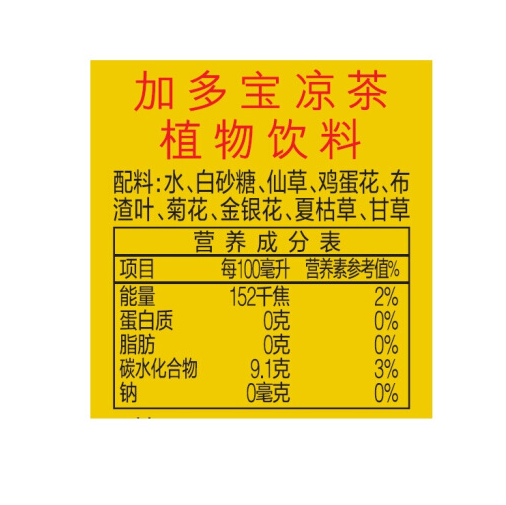 加多宝凉茶
植物饮料
配料:水、白砂糖、仙草、鸡蛋花、布
渣叶、菊花、金银花、夏枯草、甘草
营养成分表
项目 每100毫升 营养素参考值%
能量 152千焦 2%
蛋白质 0克 0%
脂肪 0克 0%
碳水化合物 9.1克 3%
钠 0毫克 0%